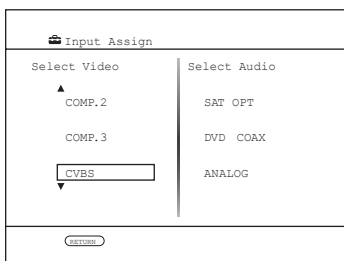 Input Assign
Select Video
Select Audio
COMP.2
SAT OPT
COMP.3
DVD COAX
CVBS
ANALOG
RETURN